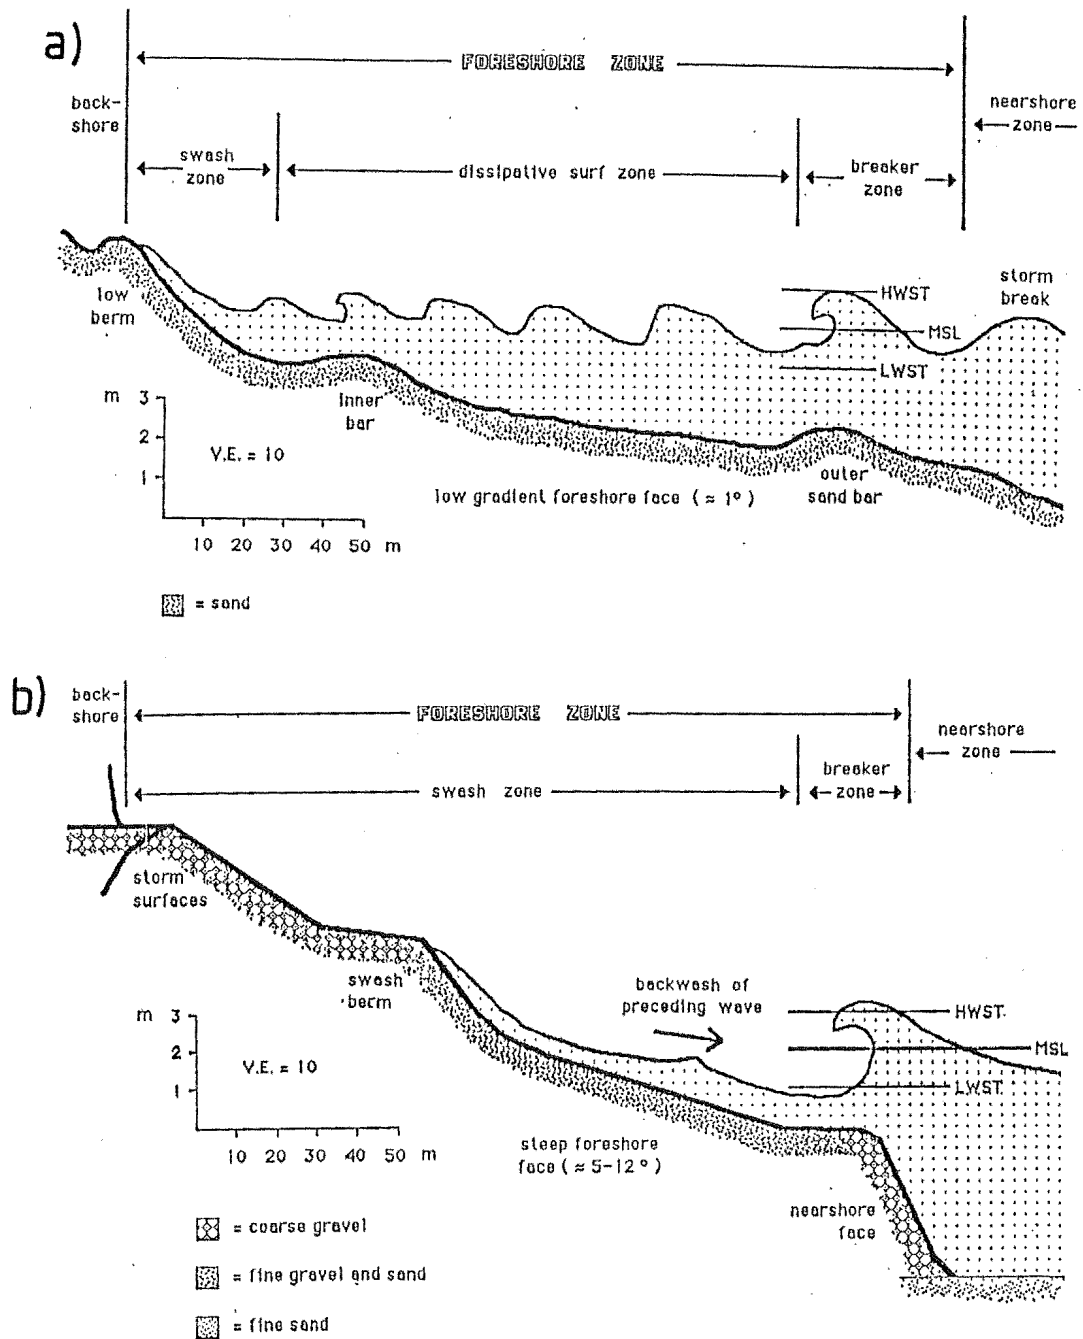 a)
FORESHORE ZONE
back-
shore
nearshore
zone
swash
zone
dissipative surf zone
breaker
zone
storm
break
low
berm
HWST
MSL
LWST
inner
bar
m 3
2
1
V.E. = 10
10 20 30 40 50 m
outer
sand bar
low gradient foreshore face (≈ 1°)
= sand
b)
back-
shore
FORESHORE ZONE
nearshore
zone
swash zone
breaker
zone
storm
surfaces
swash
berm
backwash of
preceding wave
HWST
MSL
LWST
m 3
2
1
V.E. = 10
10 20 30 40 50 m
steep foreshore
face (≈ 5-12°)
nearshore
face
= coarse gravel
= fine gravel and sand
= fine sand